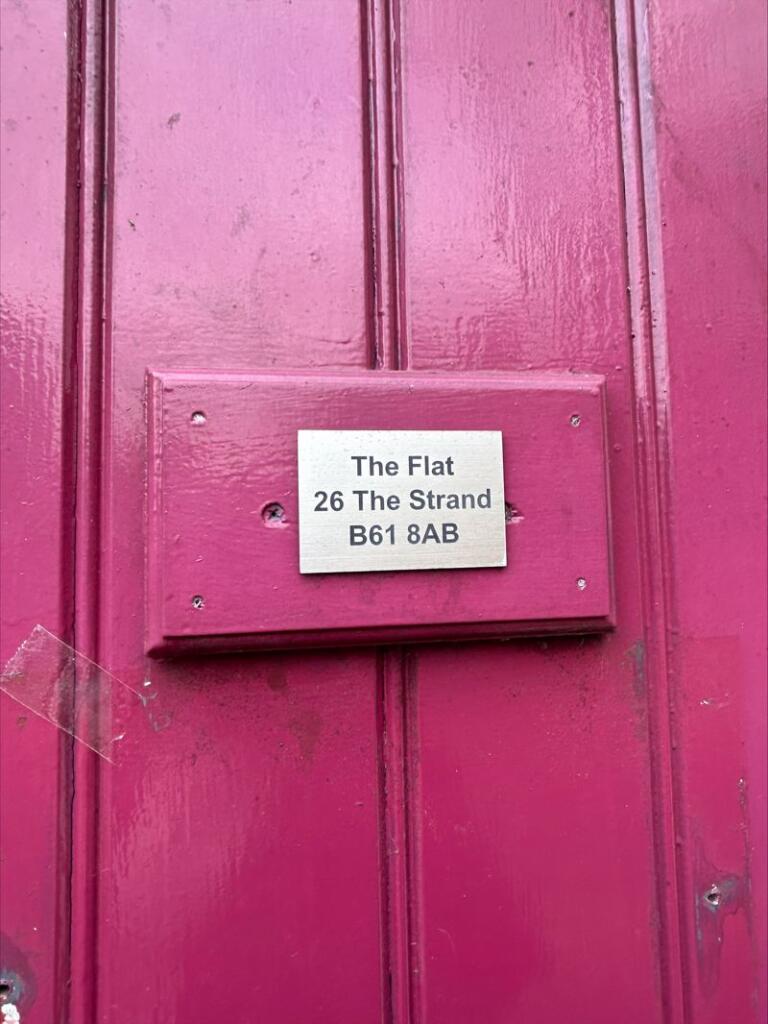 The Flat
26 The Strand
B61 8AB